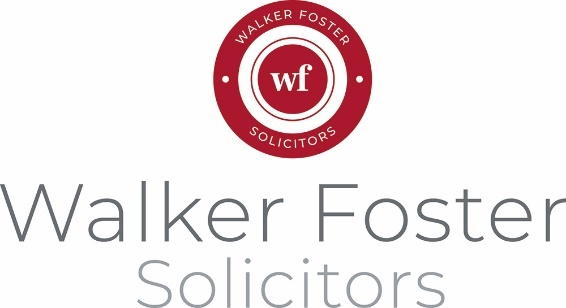 WALKER FOSTER
wf
SOLICITORS
Walker Foster
Solicitors